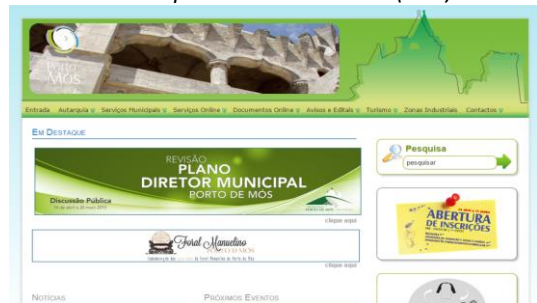 PORTO
MÓS
Entrada Autarquia Serviços Municipais Serviços Online Documentos Online Avisos e Editais Turismo Zonas Industriais Contactos
EM DESTAQUE
REVISÃO
PLANO
DIRETOR MUNICIPAL
PORTO DE MÓS
Discussão Pública
clique aqui
Foral Manuelino
PORTO D MOS
clique aqui
NOTÍCIAS
PRÓXIMOS EVENTOS
Pesquisa
pesquisar
ABERTURA
DE INSCRIÇÕES